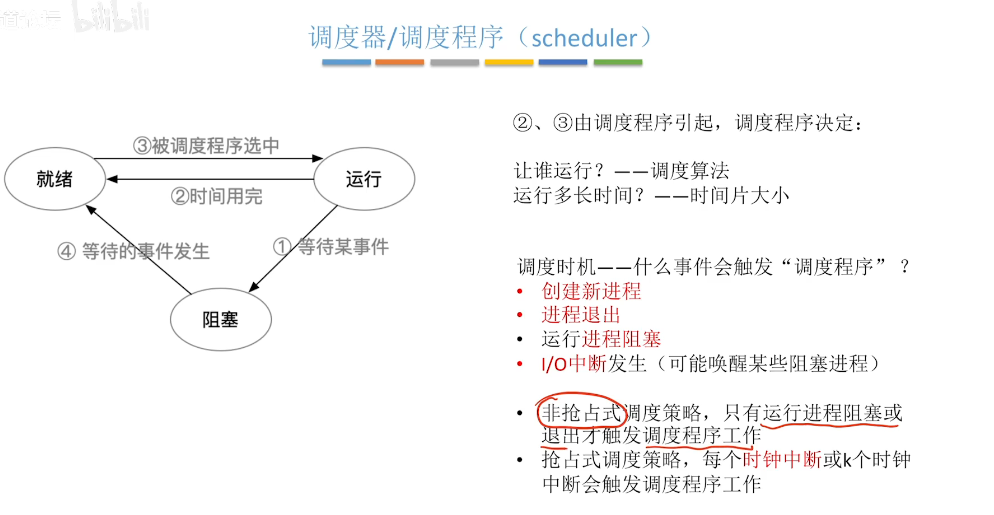 bilibili
调度器/调度程序（scheduler）
③被调度程序选中
就绪
运行
②时间用完
④ 等待的事件发生
① 等待某事件
阻塞
②、③由调度程序引起，调度程序决定：
让谁运行？——调度算法
运行多长时间？——时间片大小
调度时机——什么事件会触发“调度程序”？
• 创建新进程
• 进程退出
• 运行进程阻塞
• I/O中断发生（可能唤醒某些阻塞进程）
• 非抢占式调度策略，只有运行进程阻塞或
退出才触发调度程序工作
• 抢占式调度策略，每个时钟中断或k个时钟
中断会触发调度程序工作